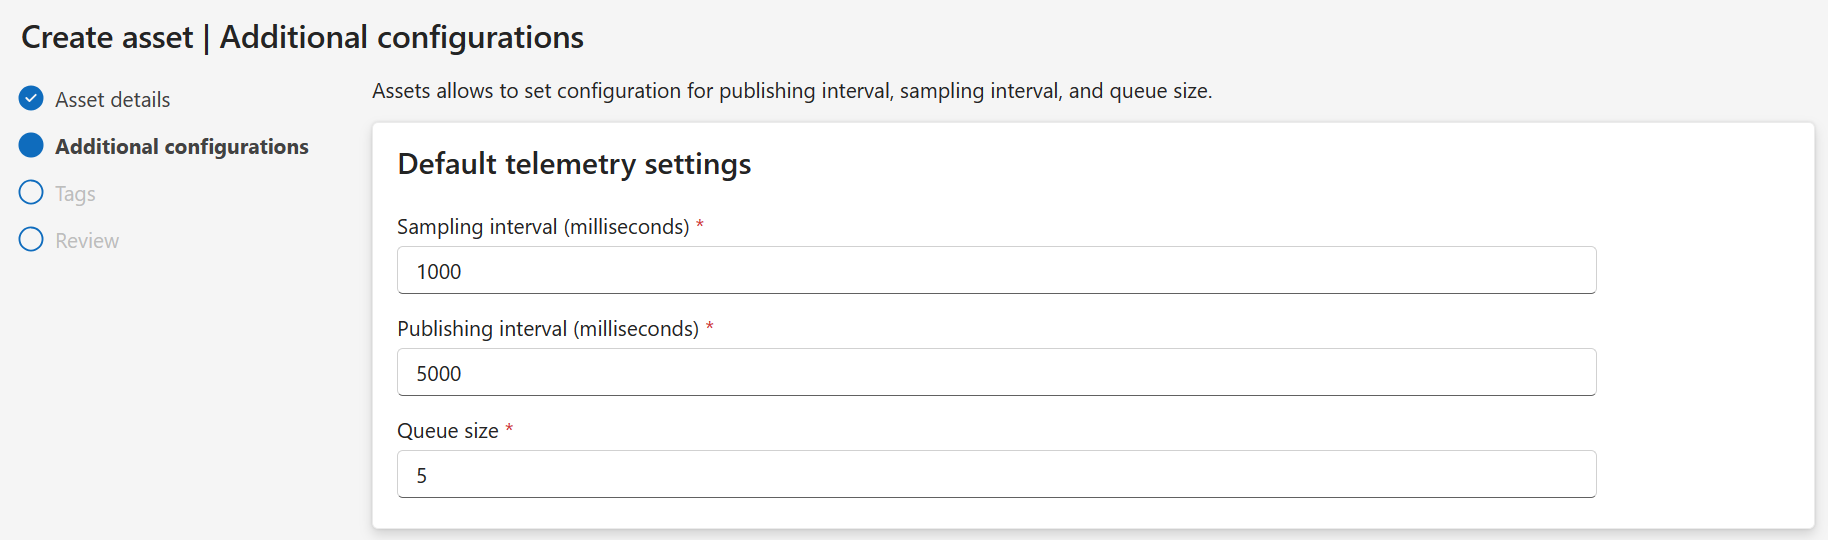 Create asset | Additional configurations
Asset details
Additional configurations
Tags
Review
Assets allows to set configuration for publishing interval, sampling interval, and queue size.
Default telemetry settings
Sampling interval (milliseconds) *
1000
Publishing interval (milliseconds) *
5000
Queue size *
5